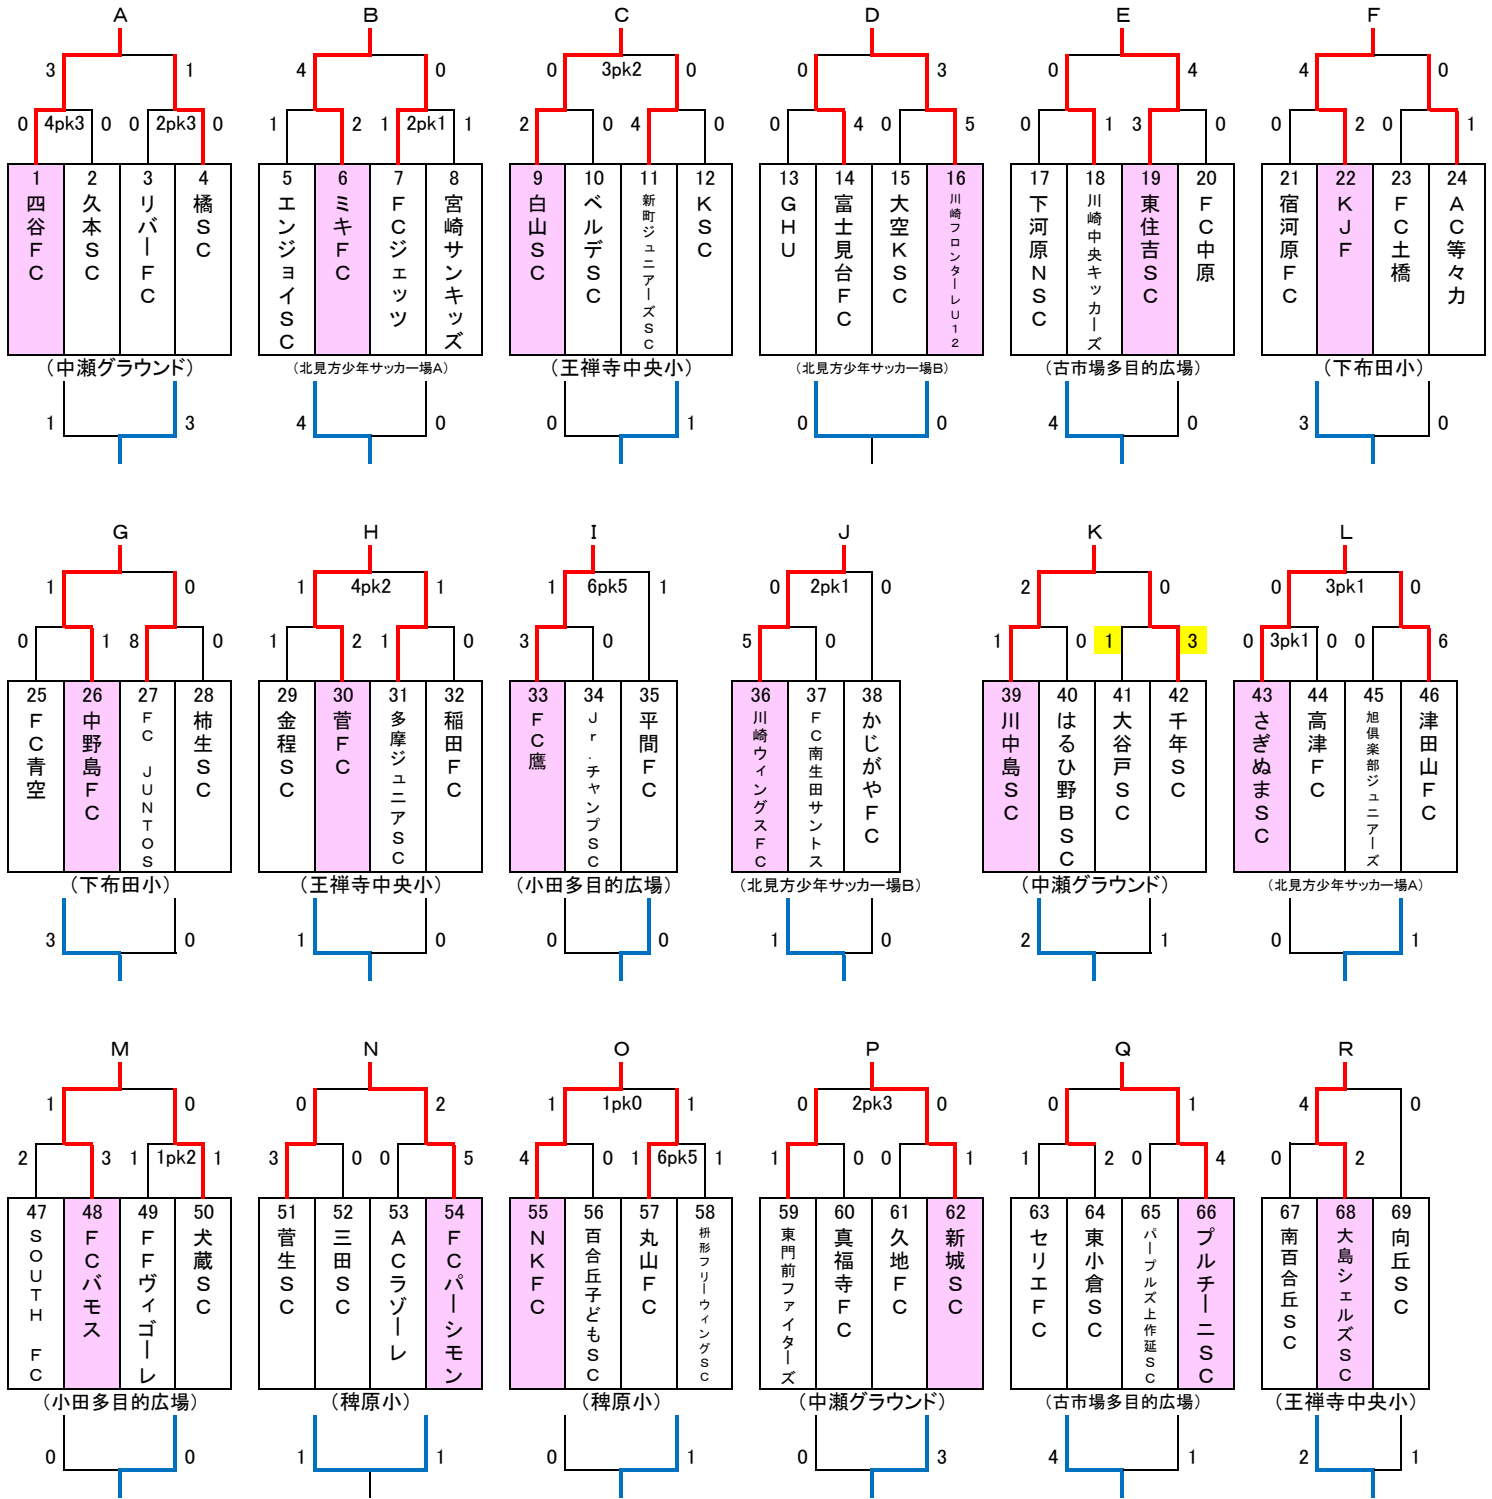 A B C D E F
3 1 4 0 0 3pk2 0 0 3 0 4 4 0
0 4pk3 0 0 2pk3 0 1 2 1 2pk1 1 2 0 4 0 0 4 0 5 0 1 3 0 0 2 0 1
1 四谷FC
2 久本SC
3 リバーFC
4 橘SC
5 エンジョイSC
6 ミキFC
7 FCジェッツ
8 宮崎サンキッズ
9 白山SC
10 ベルデSC
11 新町ジュニアーズSC
12 KSC
13 GHU
14 富士見台FC
15 大空KSC
16 川崎フロンターレU12
17 下河原NSC
18 川崎中央キッカーズ
19 東住吉SC
20 FC中原
21 宿河原FC
22 KJF
23 FC土橋
24 AC等々力
(中瀬グラウンド) (北見方少年サッカー場A) (王禅寺中央小) (北見方少年サッカー場B) (古市場多目的広場) (下布田小)
1 3 4 0 0 1 0 0 4 0 3 0
G H I J K L
1 0 1 4pk2 1 1 6pk5 1 0 2pk1 0 2 0 0 3pk1 0
0 1 8 0 1 2 1 0 3 0 5 0 1 0 1 3 0 3pk1 0 0 6
25 FC青空
26 中野島FC
27 FC JUNTOS
28 柿生SC
29 金程SC
30 菅FC
31 多摩ジュニアSC
32 稲田FC
33 FC鷹
34 Jr.チャンプSC
35 平間FC
36 川崎ウィングスFC
37 FC南生田サントス
38 かじがやFC
39 川中島SC
40 はるひ野BSC
41 大谷戸SC
42 千年SC
43 さぎぬまSC
44 高津FC
45 旭倶楽部ジュニアーズ
46 津田山FC
(下布田小) (王禅寺中央小) (小田多目的広場) (北見方少年サッカー場B) (中瀬グラウンド) (北見方少年サッカー場A)
3 0 1 0 0 0 1 0 2 1 0 1
M N O P Q R
1 0 0 2 1 1pk0 1 0 2pk3 0 0 1 4 0
2 3 1 1pk2 1 3 0 0 5 4 0 1 6pk5 1 1 0 0 1 1 2 0 4 0 2
47 SOUTH FC
48 FCバモス
49 FFヴィゴーレ
50 犬蔵SC
51 菅生SC
52 三田SC
53 ACラゾーレ
54 FCパーシモン
55 NKFC
56 百合丘子どもSC
57 丸山FC
58 枡形フリーウィングSC
59 東門前ファイターズ
60 真福寺FC
61 久地FC
62 新城SC
63 セリエFC
64 東小倉SC
65 パープルズ上作延SC
66 プルチーニSC
67 南百合丘SC
68 大島シェルズSC
69 向丘SC
(小田多目的広場) (稗原小) (稗原小) (中瀬グラウンド) (古市場多目的広場) (王禅寺中央小)
0 0 1 1 0 1 0 3 4 1 2 1